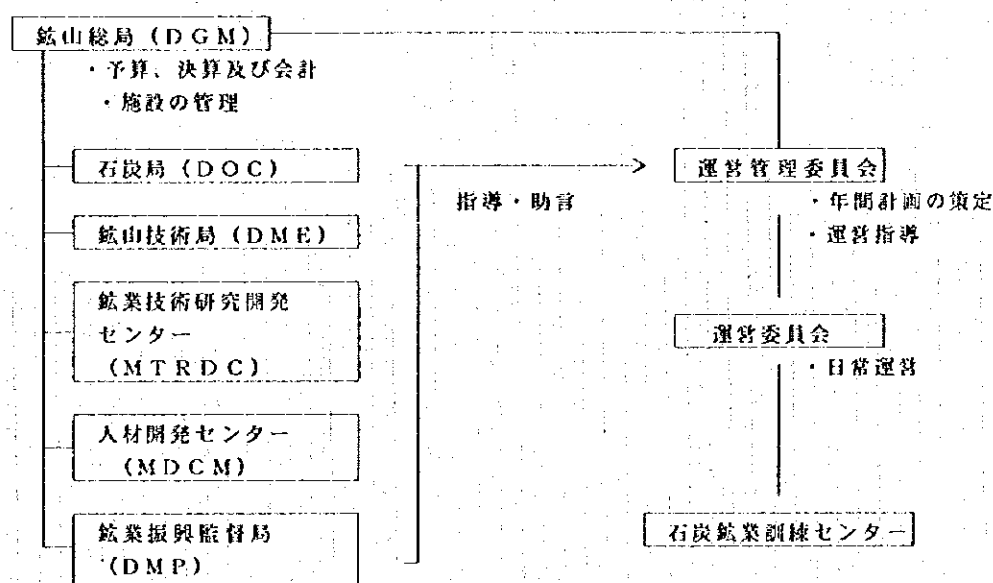 鉱山総局 (DGM)
・予算、決算及び会計
・施設の管理
石炭局 (DOC)
鉱山技術局 (DME)
鉱業技術研究開発
センター
(MTRDC)
人材開発センター
(MDCM)
鉱業振興監督局
(DMP)
指導・助言
運営管理委員会
・年間計画の策定
・運営指導
運営委員会
・日常運営
石炭鉱業訓練センター